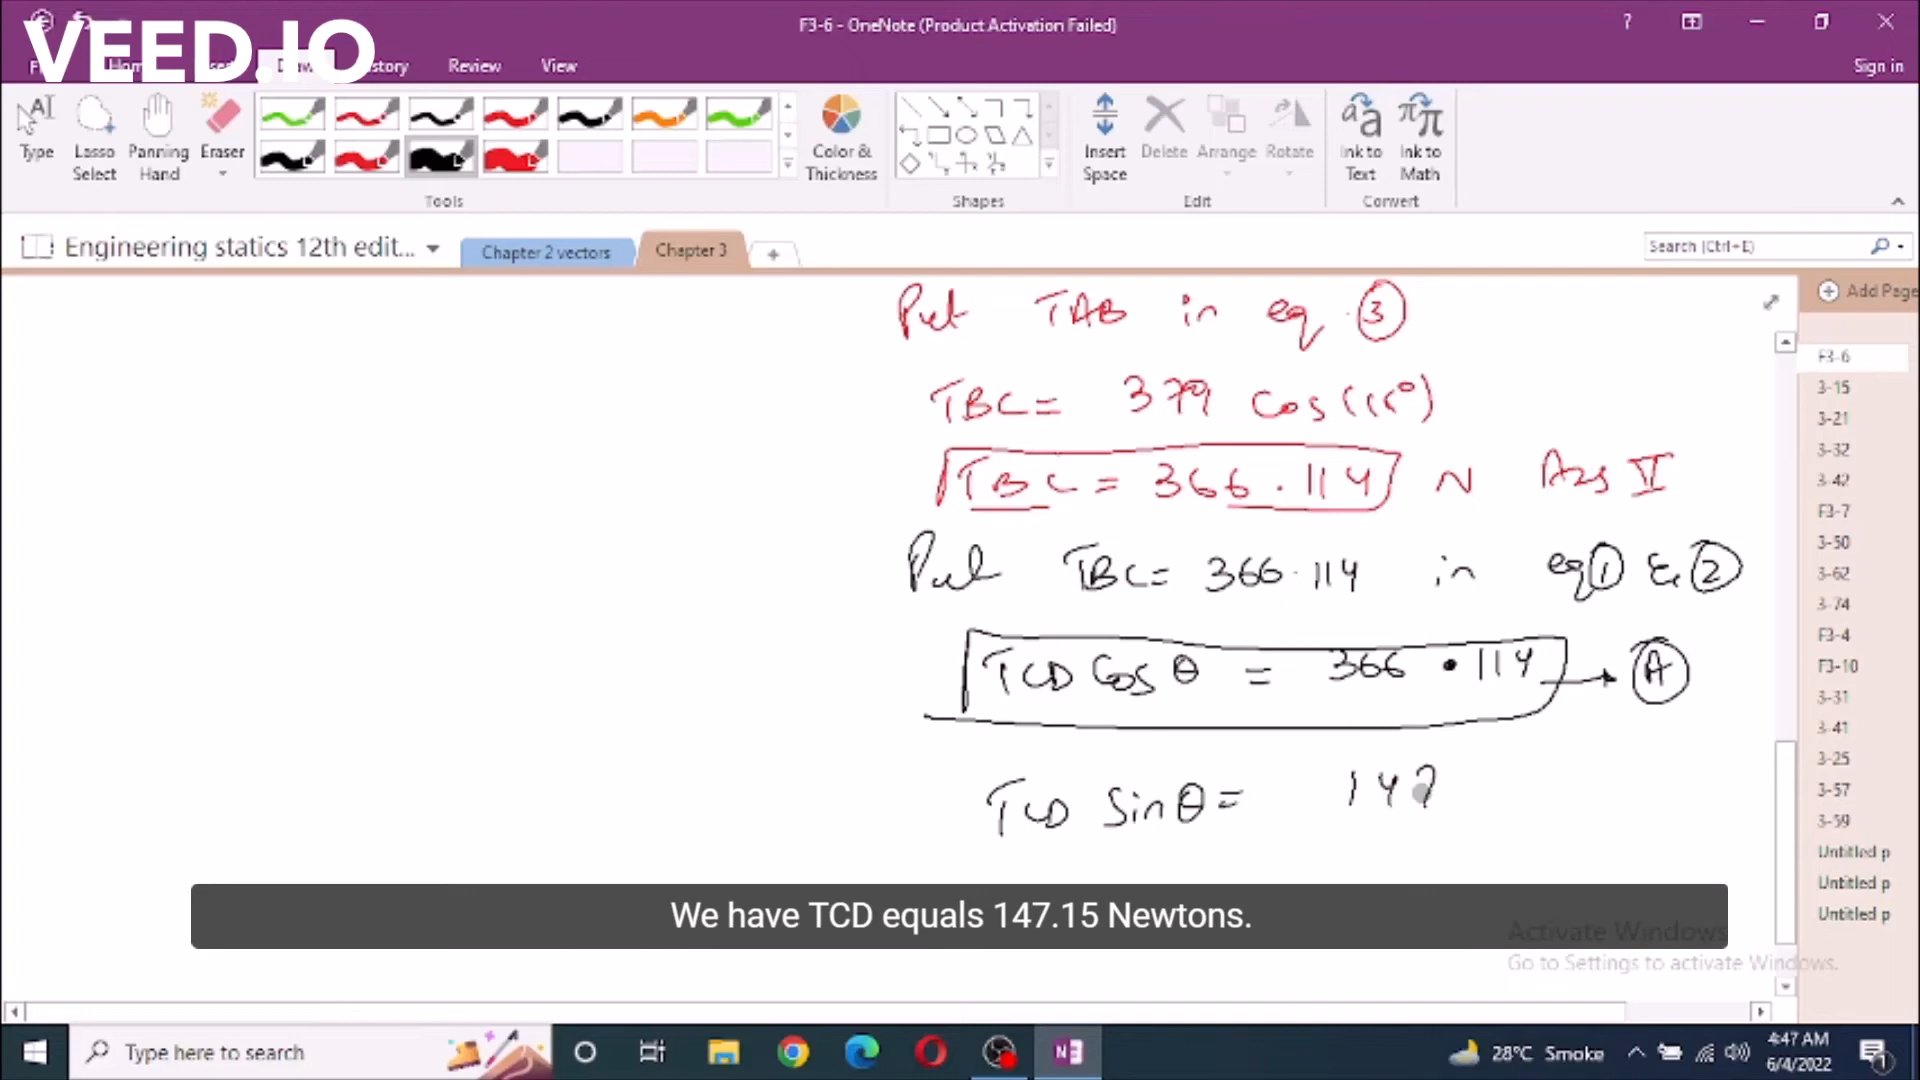 VEED.IO
F3-6 - OneNote (Product Activation Failed)
Review
View
Sign in
Type
Lasso Select
Panning Hand
Eraser
Color & Thickness
Insert Space
Delete
Arrange
Rotate
Ink to Text
Ink to Math
Tools
Shapes
Edit
Convert
Engineering statics 12th edit...
Chapter 2 vectors
Chapter 3
Search (Ctrl+E)
Add Page
Put TAB in eq. 3
TBC = 379 cos(15°)
TBC = 366.114 N Ans
Put TBC = 366.114 in eq 1 & 2
TCD Cos θ = 366.114 → A
TCD Sin θ = 147
F3-6
3-15
3-21
3-32
3-42
F3-7
3-50
3-62
3-74
F3-4
F3-10
3-31
3-41
3-25
3-57
3-59
Untitled p
Untitled p
Untitled p
We have TCD equals 147.15 Newtons.
Activate Windows
Go to Settings to activate Windows.
Type here to search
28°C Smoke
4:47 AM
6/4/2022